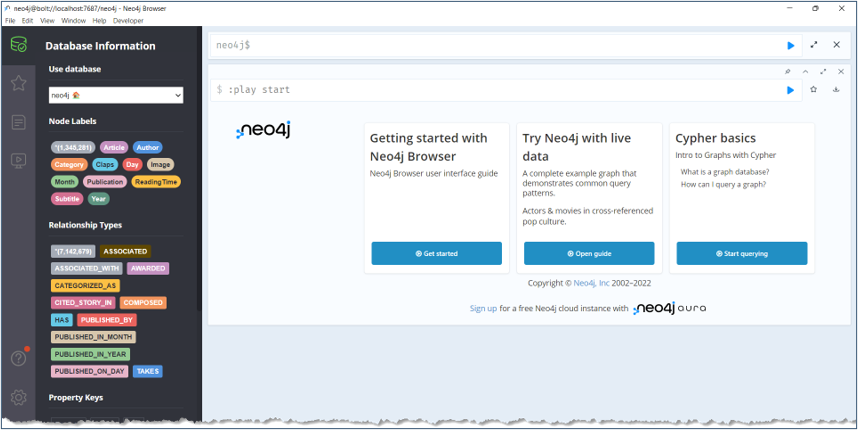 neo4j@bolt://localhost:7687/neo4j - Neo4j Browser
File Edit View Window Help Developer
Database Information
Use database
neo4j
Node Labels
*(1,345,281) Article Author
Category Claps Day Image
Month Publication ReadingTime
Subtitle Year
Relationship Types
*(7,142,679) ASSOCIATED
ASSOCIATED_WITH AWARDED
CATEGORIZED_AS
CITED_STORY_IN COMPOSED
HAS PUBLISHED_BY
PUBLISHED_IN_MONTH
PUBLISHED_IN_YEAR
PUBLISHED_ON_DAY TAKES
Property Keys
neo4j$
$ :play start
neo4j
Getting started with
Neo4j Browser
Neo4j Browser user interface guide
Get started
Try Neo4j with live
data
A complete example graph that
demonstrates common query
patterns.
Actors & movies in cross-referenced
pop culture.
Open guide
Cypher basics
Intro to Graphs with Cypher
What is a graph database?
How can I query a graph?
Start querying
Copyright © Neo4j, Inc 2002–2022
Sign up for a free Neo4j cloud instance with neo4j aura